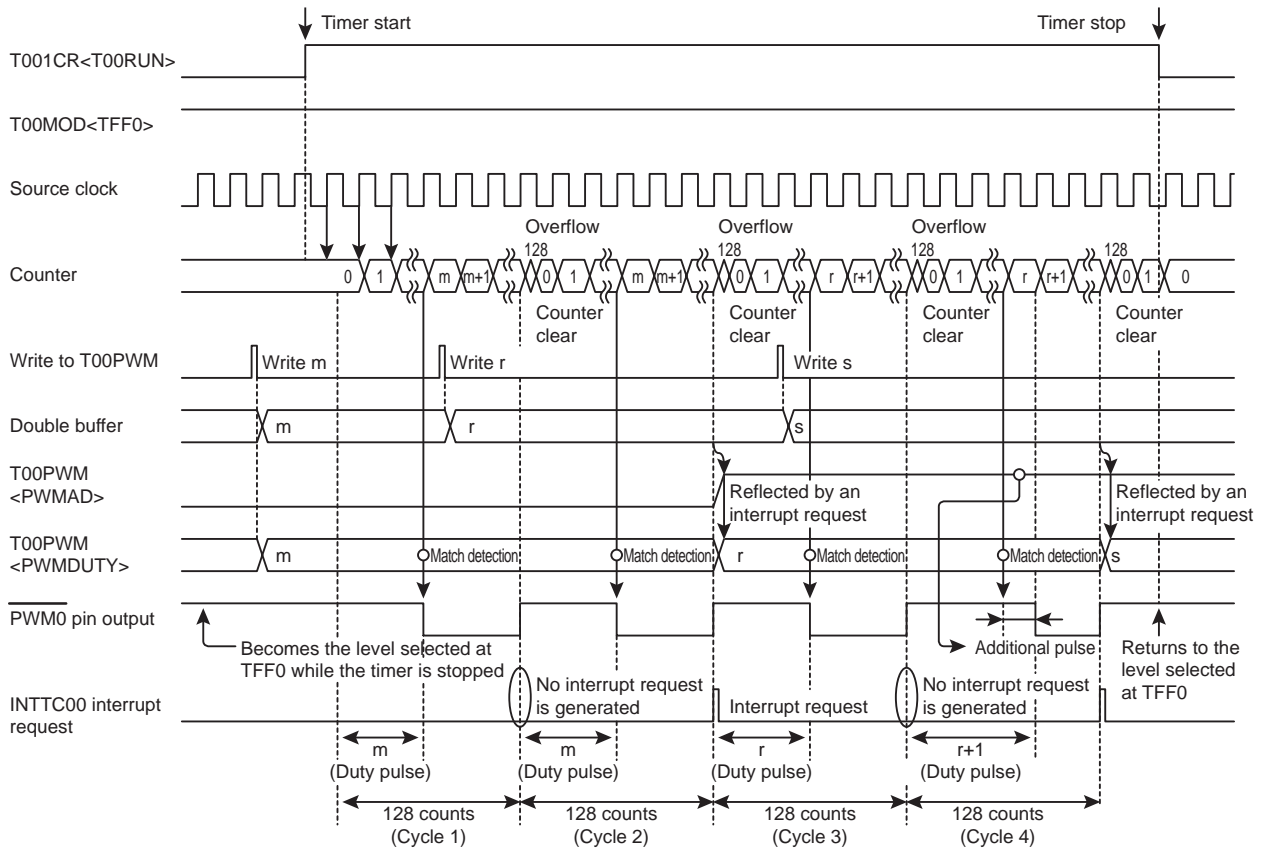 Timer start
Timer stop
T001CR<T00RUN>
T00MOD<TFF0>
Source clock
Overflow
Overflow
Overflow
128
128
128
128
Counter
0 1 m m+1 0 1 m m+1 0 1 r r+1 0 1 r r+1 0 1 0
Counter
clear
Counter
clear
Counter
clear
Counter
clear
Write to T00PWM
Write m
Write r
Write s
Double buffer
m
r
s
T00PWM
<PWMAD>
Reflected by an
interrupt request
Reflected by an
interrupt request
T00PWM
<PWMDUTY>
m
Match detection
Match detection
r
Match detection
Match detection
s
PWM0 pin output
Becomes the level selected at
TFF0 while the timer is stopped
Additional pulse
Returns to the
level selected
at TFF0
INTTC00 interrupt
request
No interrupt request
is generated
Interrupt request
No interrupt request
is generated
m
(Duty pulse)
m
(Duty pulse)
r
(Duty pulse)
r+1
(Duty pulse)
128 counts
(Cycle 1)
128 counts
(Cycle 2)
128 counts
(Cycle 3)
128 counts
(Cycle 4)